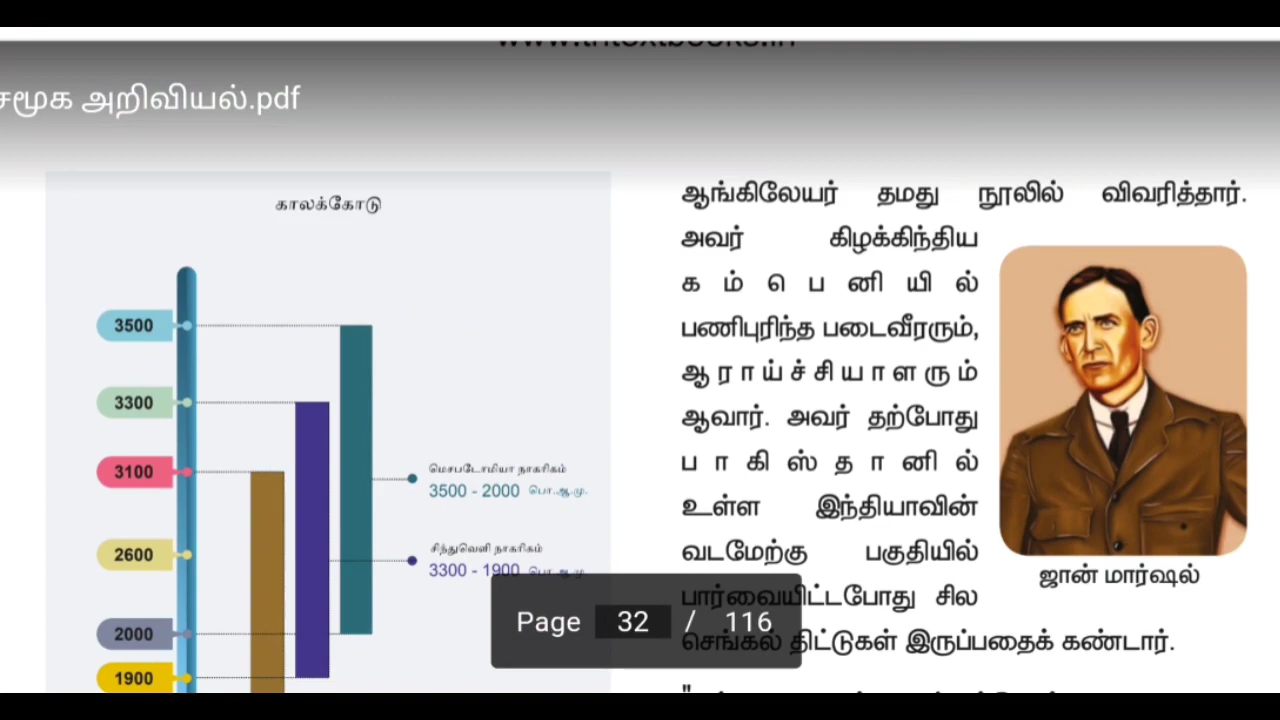 சமூக அறிவியல்.pdf
காலக்கோடு
3500
3300
3100
2600
2000
1900
மெசபடோமியா நாகரிகம்
3500 - 2000 பொ.ஆ.மு.
சிந்துவெளி நாகரிகம்
3300 - 1900 பொ.ஆ.மு
ஆங்கிலேயர் தமது நூலில் விவரித்தார்.
அவர் கிழக்கிந்திய
கம்பெனியில்
பணிபுரிந்த படைவீரரும்,
ஆராய்ச்சியாளரும்
ஆவார். அவர் தற்போது
பாகிஸ்தானில்
உள்ள இந்தியாவின்
வடமேற்கு பகுதியில்
பார்வையிட்டபோது சில
செங்கல் திட்டுகள் இருப்பதைக் கண்டார்.
ஜான் மார்ஷல்
Page 32 / 116